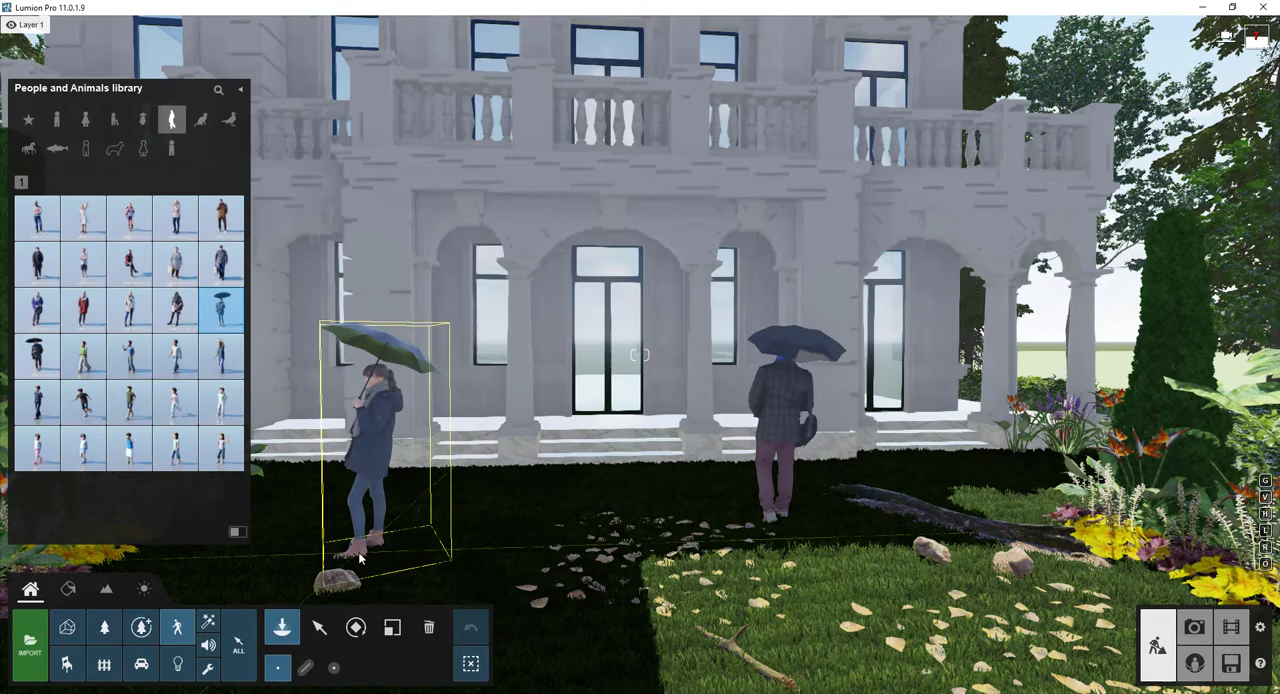 Lumion Pro 11.0.1.9
Layer 1
People and Animals library
1
G
V
H
L
R
O
IMPORT
ALL
?